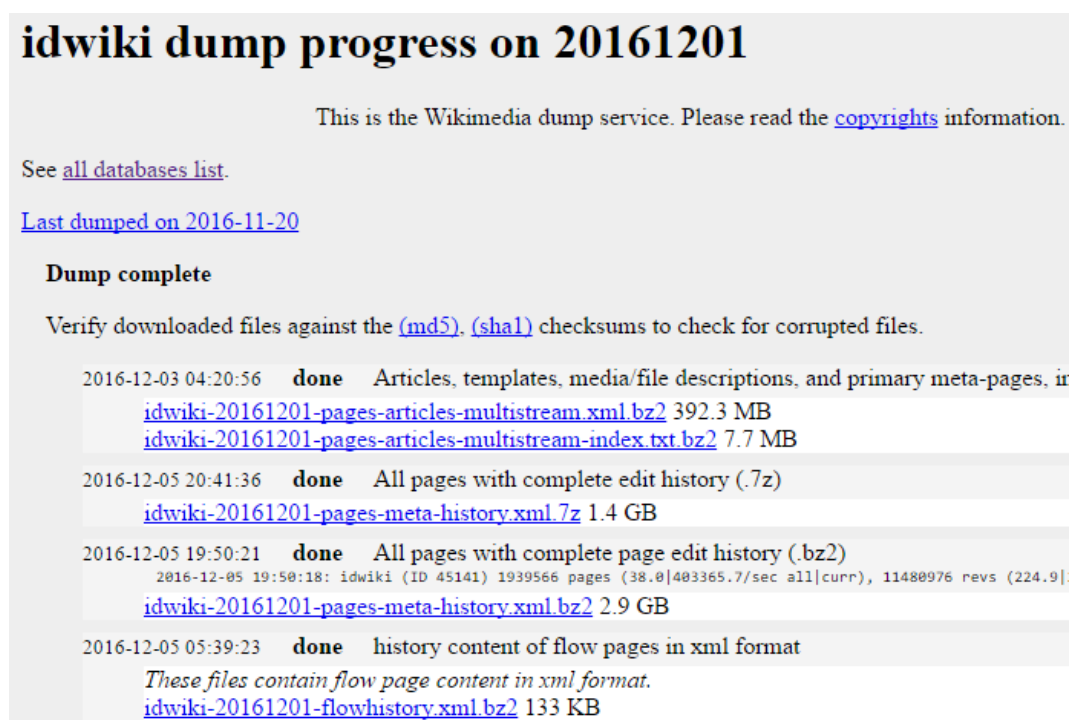 idwiki dump progress on 20161201
This is the Wikimedia dump service. Please read the copyrights information.
See all databases list.
Last dumped on 2016-11-20
Dump complete
Verify downloaded files against the (md5), (sha1) checksums to check for corrupted files.
2016-12-03 04:20:56 done Articles, templates, media/file descriptions, and primary meta-pages,
idwiki-20161201-pages-articles-multistream.xml.bz2 392.3 MB
idwiki-20161201-pages-articles-multistream-index.txt.bz2 7.7 MB
2016-12-05 20:41:36 done All pages with complete edit history (.7z)
idwiki-20161201-pages-meta-history.xml.7z 1.4 GB
2016-12-05 19:50:21 done All pages with complete page edit history (.bz2)
2016-12-05 19:50:18: idwiki (ID 45141) 1939566 pages (38.0|403365.7/sec all|curr), 11480976 revs (224.9|
idwiki-20161201-pages-meta-history.xml.bz2 2.9 GB
2016-12-05 05:39:23 done history content of flow pages in xml format
These files contain flow page content in xml format.
idwiki-20161201-flowhistory.xml.bz2 133 KB